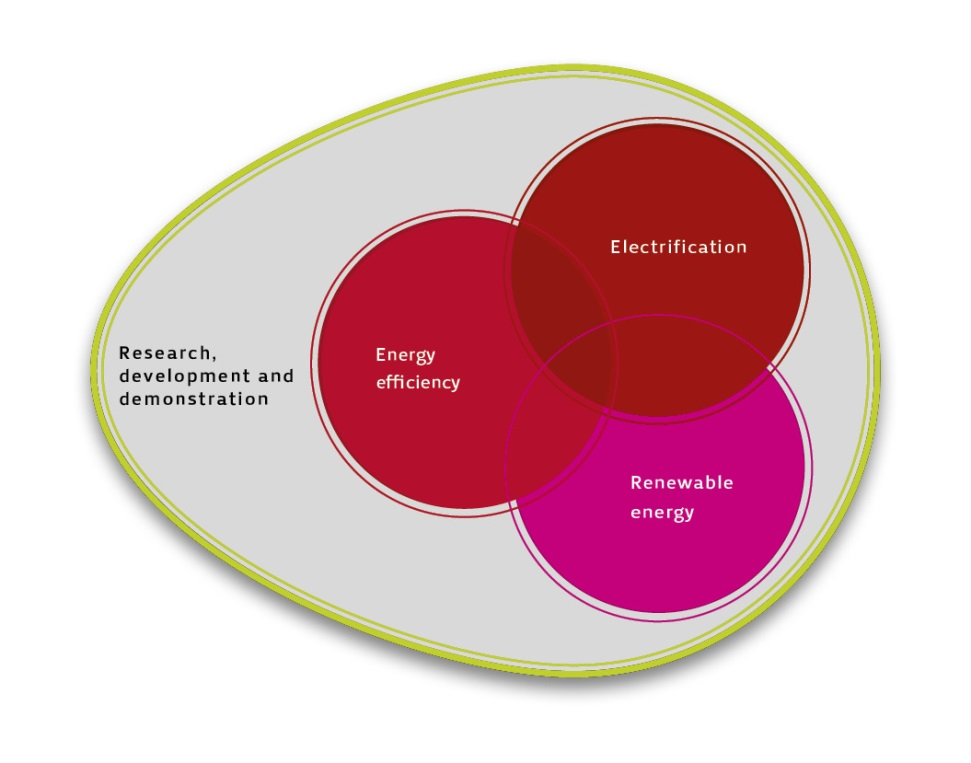 Electrification
Research,
development and
demonstration
Energy
efficiency
Renewable
energy